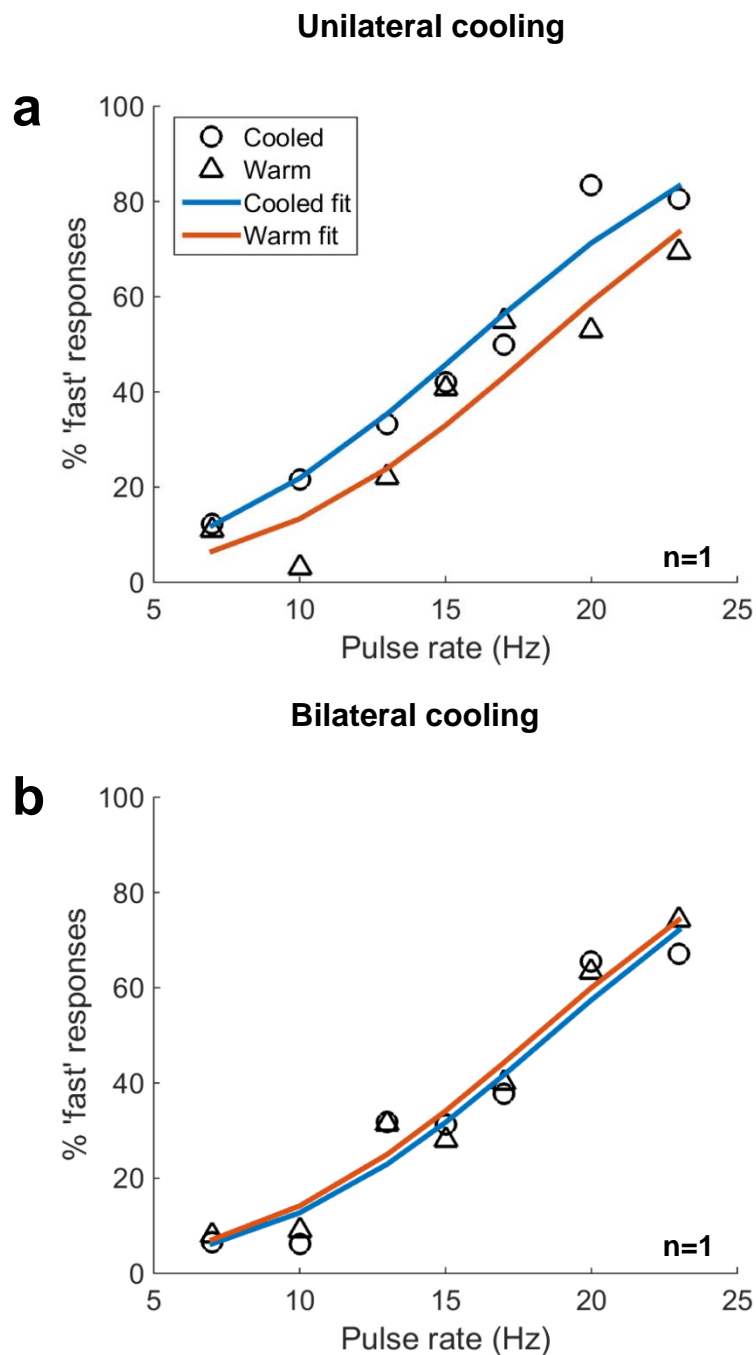 Unilateral cooling
a
100
80
60
40
20
0
% 'fast' responses
Cooled
Warm
Cooled fit
Warm fit
n=1
5 10 15 20 25
Pulse rate (Hz)
Bilateral cooling
b
100
80
60
40
20
0
% 'fast' responses
n=1
5 10 15 20 25
Pulse rate (Hz)